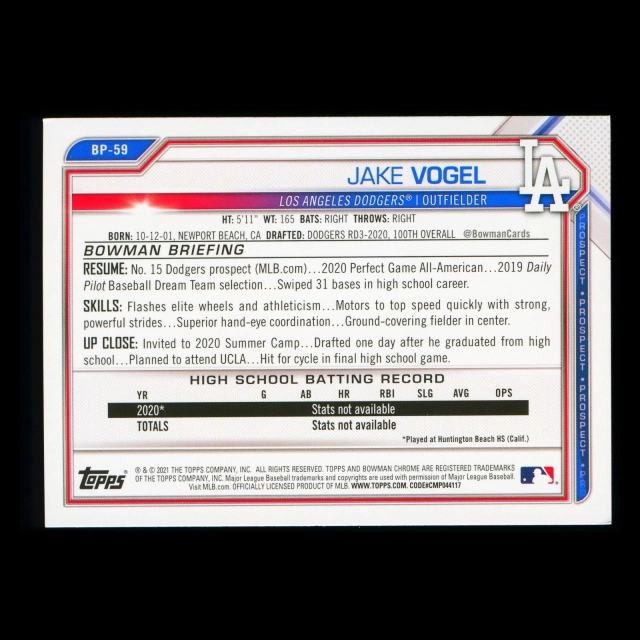 BP-59
JAKE VOGEL
LA
LOS ANGELES DODGERS® | OUTFIELDER
HT: 5'11" WT: 165 BATS: RIGHT THROWS: RIGHT
BORN: 10-12-01, NEWPORT BEACH, CA DRAFTED: DODGERS RD3-2020, 100TH OVERALL @BowmanCards
BOWMAN BRIEFING
RESUME: No. 15 Dodgers prospect (MLB.com)...2020 Perfect Game All-American...2019 Daily
Pilot Baseball Dream Team selection...Swiped 31 bases in high school career.
SKILLS: Flashes elite wheels and athleticism...Motors to top speed quickly with strong,
powerful strides...Superior hand-eye coordination...Ground-covering fielder in center.
UP CLOSE: Invited to 2020 Summer Camp...Drafted one day after he graduated from high
school...Planned to attend UCLA...Hit for cycle in final high school game.
HIGH SCHOOL BATTING RECORD
YR G AB HR RBI SLG AVG OPS
2020* Stats not available
TOTALS Stats not available
*Played at Huntington Beach HS (Calif.)
PROSPECT • PROSPECT • PROSPECT • PR
Topps®
® & © 2021 THE TOPPS COMPANY, INC. ALL RIGHTS RESERVED. TOPPS AND BOWMAN CHROME ARE REGISTERED TRADEMARKS
OF THE TOPPS COMPANY, INC. Major League Baseball trademarks and copyrights are used with permission of Major League Baseball.
Visit MLB.com. OFFICIALLY LICENSED PRODUCT OF MLB. WWW.TOPPS.COM. CODE#CMP044117